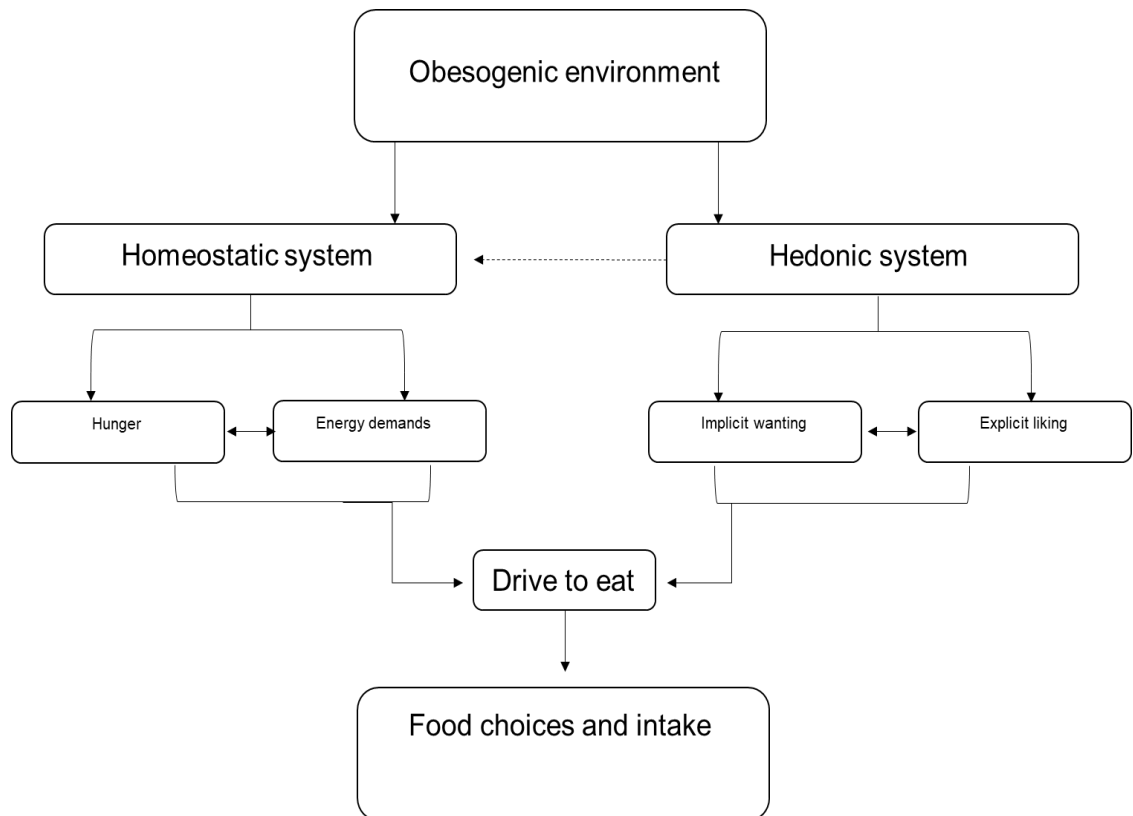 Obesogenic environment
Homeostatic system
Hedonic system
Hunger
Energy demands
Implicit wanting
Explicit liking
Drive to eat
Food choices and intake